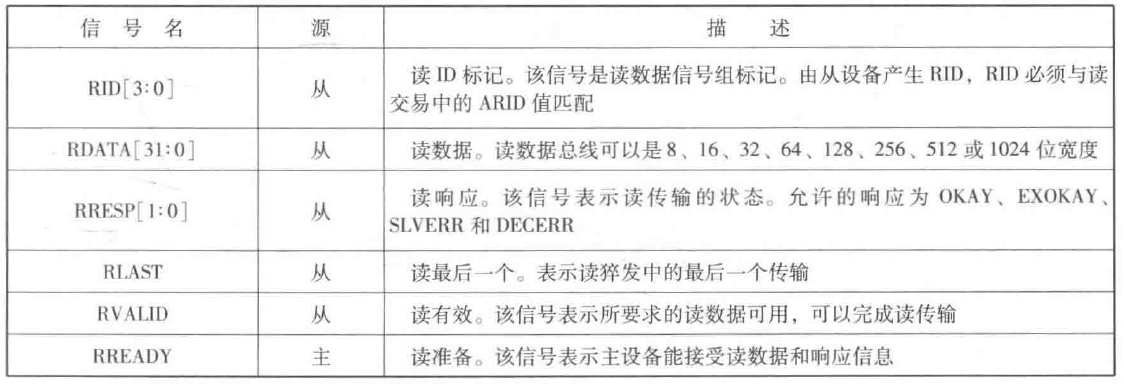 信 号 名 源 描 述
读 ID 标记。该信号是读数据信号组标记。由从设备产生 RID，RID 必须与读
RID[3:0] 从
交易中的 ARID 值匹配
RDATA[31:0] 从 读数据。读数据总线可以是 8、16、32、64、128、256、512 或 1024 位宽度
读响应。该信号表示读传输的状态。允许的响应为 OKAY、EXOKAY、
RRESP[1:0] 从
SLVERR 和 DECERR
RLAST 从 读最后一个。表示读猝发中的最后一个传输
RVALID 从 读有效。该信号表示所要求的读数据可用，可以完成读传输
RREADY 主 读准备。该信号表示主设备能接受读数据和响应信息